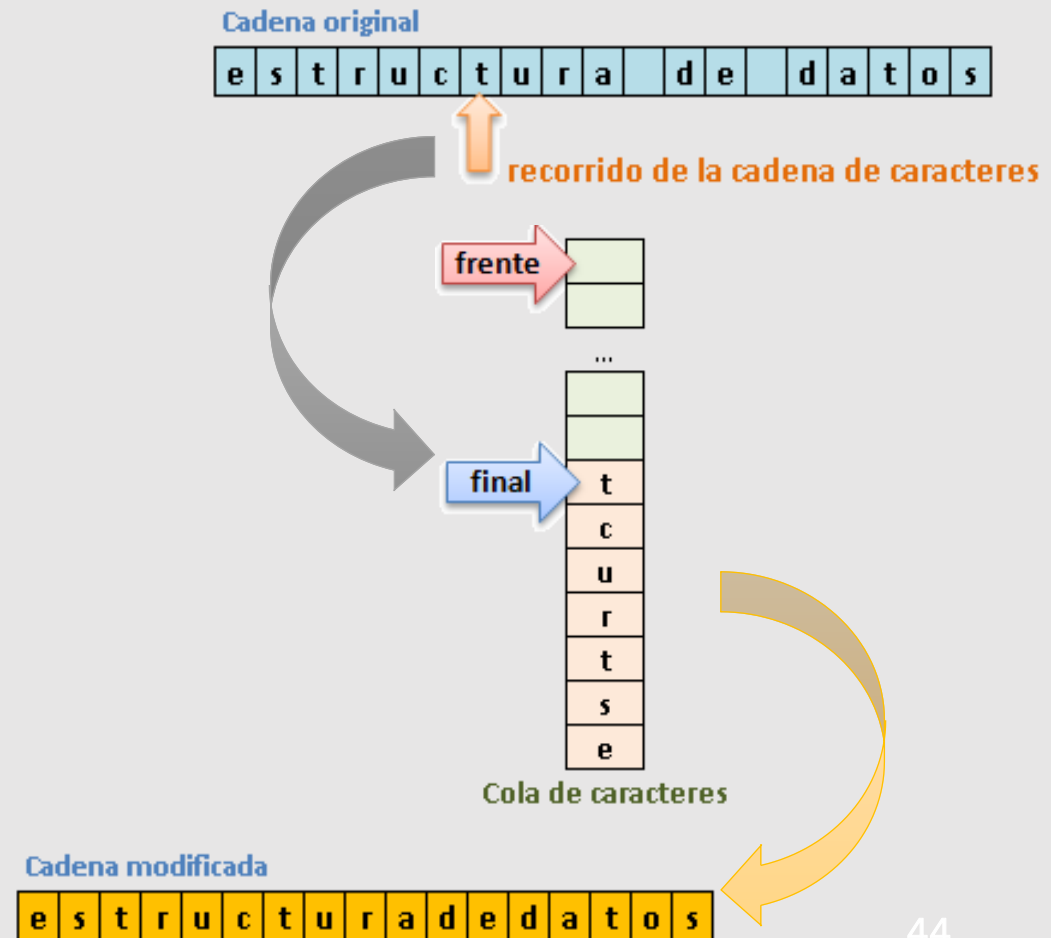 Cadena original
e s t r u c t u r a d e d a t o s
recorrido de la cadena de caracteres
frente
...
final
t
c
u
r
t
s
e
Cola de caracteres
Cadena modificada
e s t r u c t u r a d e d a t o s
44